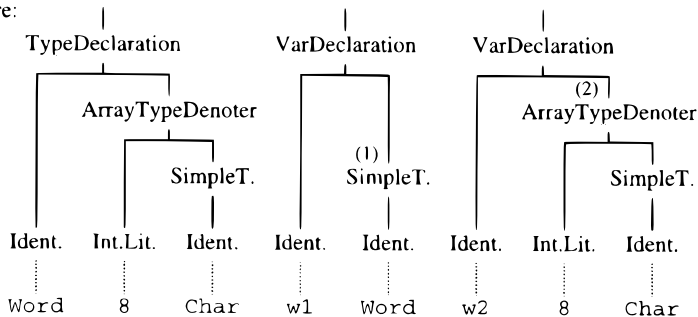 re:
TypeDeclaration VarDeclaration VarDeclaration
(2)
ArrayTypeDenoter ArrayTypeDenoter
(1)
SimpleT. SimpleT. SimpleT.
Ident. Int.Lit. Ident. Ident. Ident. Ident. Int.Lit. Ident.
Word 8 Char w1 Word w2 8 Char